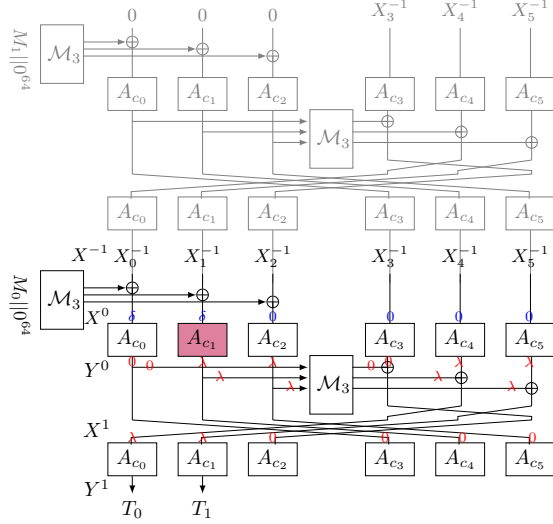 0 0 0 X_3^{-1} X_4^{-1} X_5^{-1}
M_1||0^{64}
M_3
A_{c_0} A_{c_1} A_{c_2} A_{c_3} A_{c_4} A_{c_5}
M_3
A_{c_0} A_{c_1} A_{c_2} A_{c_3} A_{c_4} A_{c_5}
X^{-1} X_0^{-1} X_1^{-1} X_2^{-1} X_3^{-1} X_4^{-1} X_5^{-1}
M_0||0^{64}
M_3
X^0 δ δ 0 0 0 0
A_{c_0} A_{c_1} A_{c_2} A_{c_3} A_{c_4} A_{c_5}
Y^0 0 λ λ 0 λ λ
0 0
M_3
λ λ
λ λ
X^1 λ λ 0 0 0 0
A_{c_0} A_{c_1} A_{c_2} A_{c_3} A_{c_4} A_{c_5}
Y^1
T_0 T_1